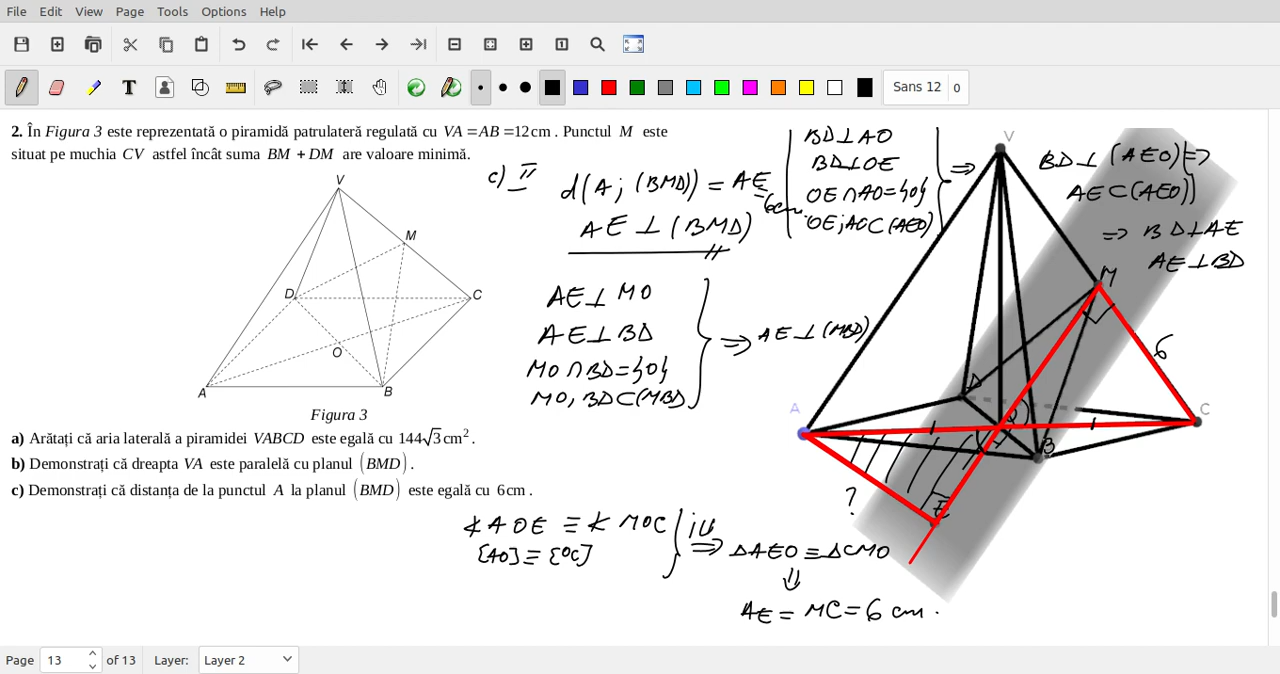 File Edit View Page Tools Options Help
Sans 12 0
2. În Figura 3 este reprezentată o piramidă patrulateră regulată cu VA = AB = 12 cm . Punctul M este
situat pe muchia CV astfel încât suma BM + DM are valoare minimă.
V
M
D
C
O
A
B
Figura 3
a) Arătați că aria laterală a piramidei VABCD este egală cu 144√3 cm².
b) Demonstrați că dreapta VA este paralelă cu planul (BMD).
c) Demonstrați că distanța de la punctul A la planul (BMD) este egală cu 6 cm .
c) II
d(A; (BMD)) = AE
= 6 cm.
AE ⊥ (BMD)
BD ⊥ AO
BD ⊥ OE
OE ∩ AO = {O}
OE; AO ⊂ (AEO)
⇒
BD ⊥ (AEO) ⇒
AE ⊂ (AEO)
⇒ BD ⊥ AE
AE ⊥ BD
AE ⊥ MO
AE ⊥ BD
MO ∩ BD = {O}
MO, BD ⊂ (MBD)
⇒ AE ⊥ (MBD)
V
M
6
D
A
O
C
B
E
?
∢ AOE ≡ ∢ MOC
[AO] ≡ [OC]
iu
⇒ ΔAEO ≡ ΔCMO
⇓
AE = MC = 6 cm.
Page 13 of 13 Layer: Layer 2